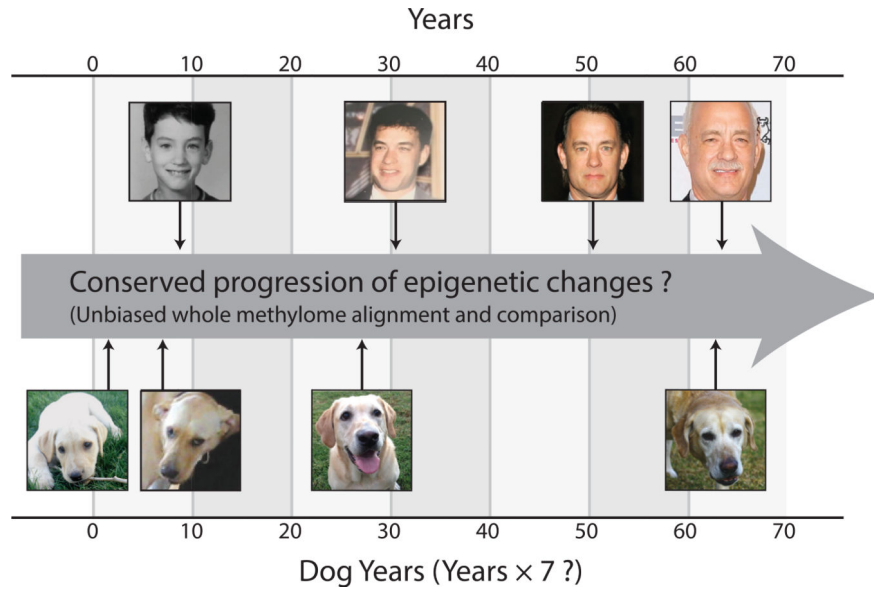 Years
0 10 20 30 40 50 60 70
Conserved progression of epigenetic changes ?
(Unbiased whole methylome alignment and comparison)
0 10 20 30 40 50 60 70
Dog Years (Years × 7 ?)